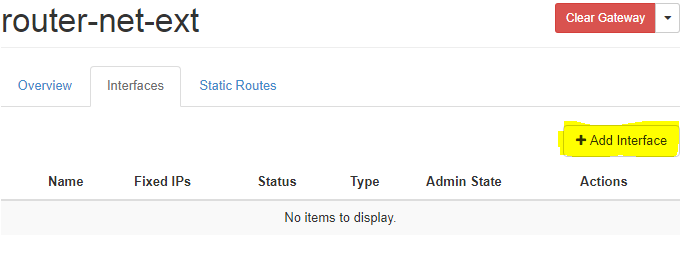 router-net-ext
Clear Gateway
Overview Interfaces Static Routes
+ Add Interface
Name Fixed IPs Status Type Admin State Actions
No items to display.